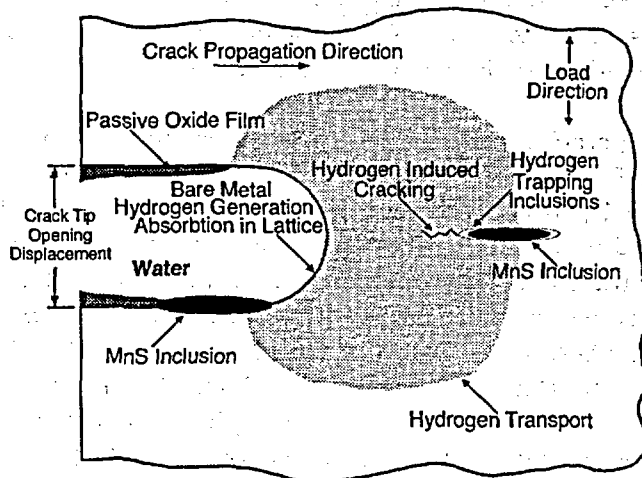 Crack Propagation Direction
Load
Direction
Passive Oxide Film
Hydrogen Induced
Cracking
Hydrogen
Trapping
Inclusions
Bare Metal
Hydrogen Generation
Absorbtion in Lattice
Crack Tip
Opening
Displacement
Water
MnS Inclusion
MnS Inclusion
Hydrogen Transport